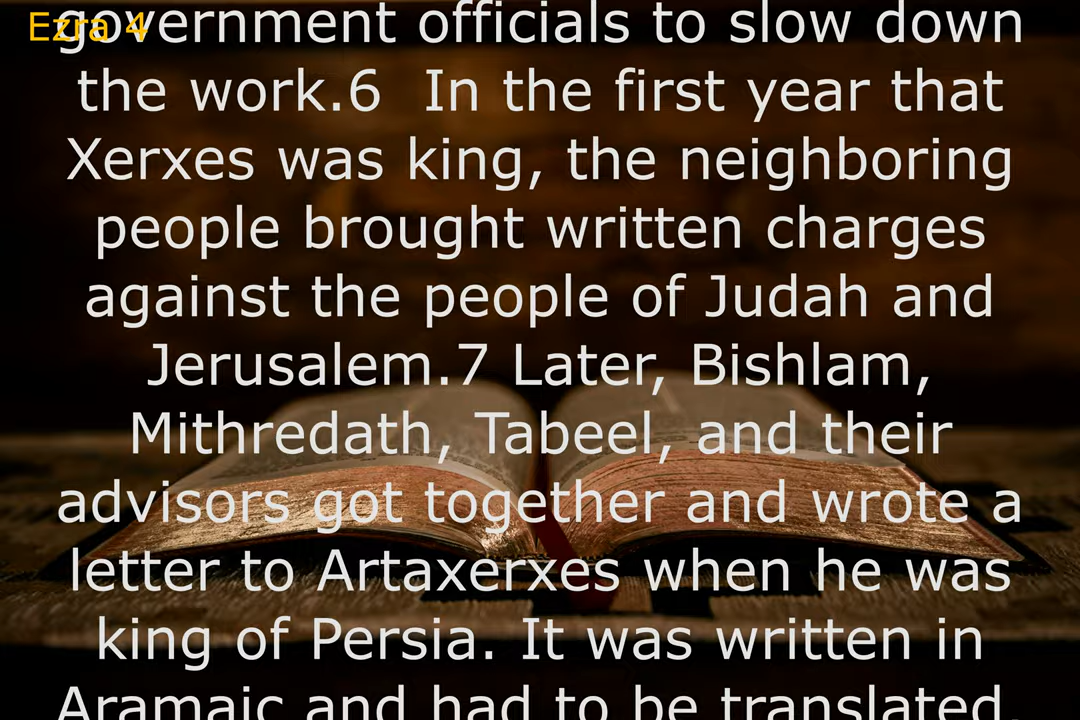 Ezra 4
government officials to slow down
the work.6 In the first year that
Xerxes was king, the neighboring
people brought written charges
against the people of Judah and
Jerusalem.7 Later, Bishlam,
Mithredath, Tabeel, and their
advisors got together and wrote a
letter to Artaxerxes when he was
king of Persia. It was written in
Aramaic and had to be translated.